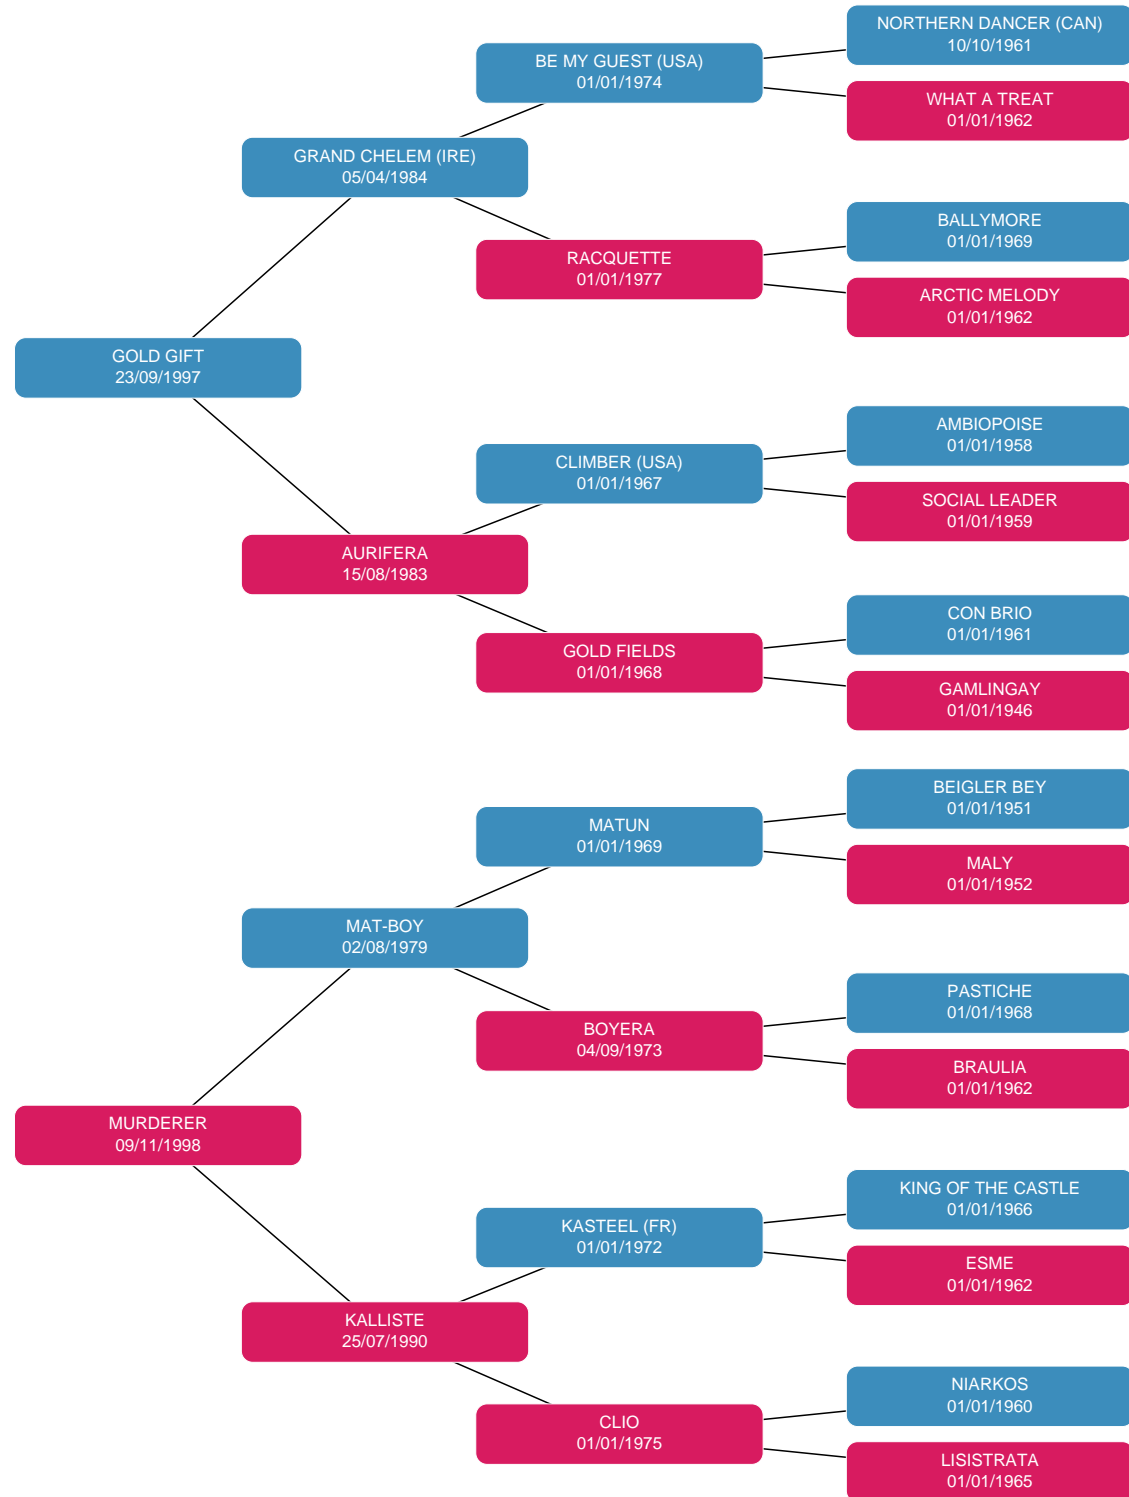 NORTHERN DANCER (CAN)
10/10/1961
BE MY GUEST (USA)
01/01/1974
WHAT A TREAT
01/01/1962
GRAND CHELEM (IRE)
05/04/1984
BALLYMORE
01/01/1969
RACQUETTE
01/01/1977
ARCTIC MELODY
01/01/1962
GOLD GIFT
23/09/1997
AMBIOPOISE
01/01/1958
CLIMBER (USA)
01/01/1967
SOCIAL LEADER
01/01/1959
AURIFERA
15/08/1983
CON BRIO
01/01/1961
GOLD FIELDS
01/01/1968
GAMLINGAY
01/01/1946
BEIGLER BEY
01/01/1951
MATUN
01/01/1969
MALY
01/01/1952
MAT-BOY
02/08/1979
PASTICHE
01/01/1968
BOYERA
04/09/1973
BRAULIA
01/01/1962
MURDERER
09/11/1998
KING OF THE CASTLE
01/01/1966
KASTEEL (FR)
01/01/1972
ESME
01/01/1962
KALLISTE
25/07/1990
NIARKOS
01/01/1960
CLIO
01/01/1975
LISISTRATA
01/01/1965